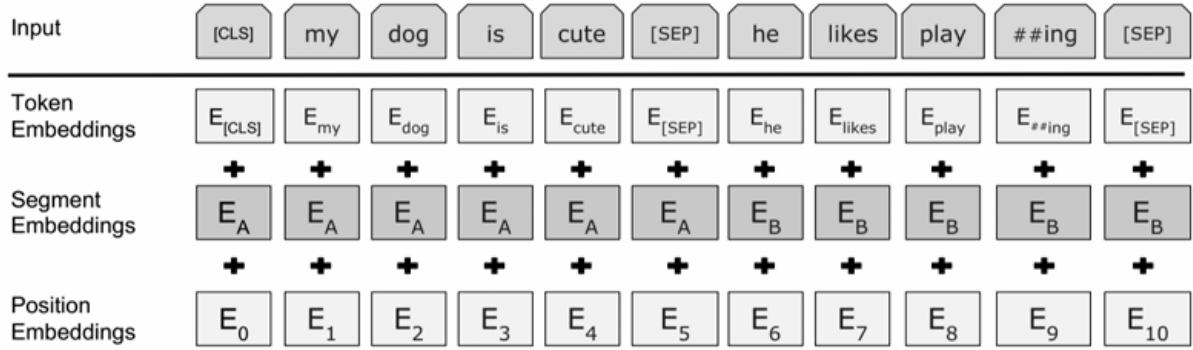 Input [CLS] my dog is cute [SEP] he likes play ##ing [SEP]
Token Embeddings E[CLS] Emy Edog Eis Ecute E[SEP] Ehe Elikes Eplay E##ing E[SEP]
+ + + + + + + + + + +
Segment Embeddings EA EA EA EA EA EA EB EB EB EB EB
+ + + + + + + + + + +
Position Embeddings E0 E1 E2 E3 E4 E5 E6 E7 E8 E9 E10